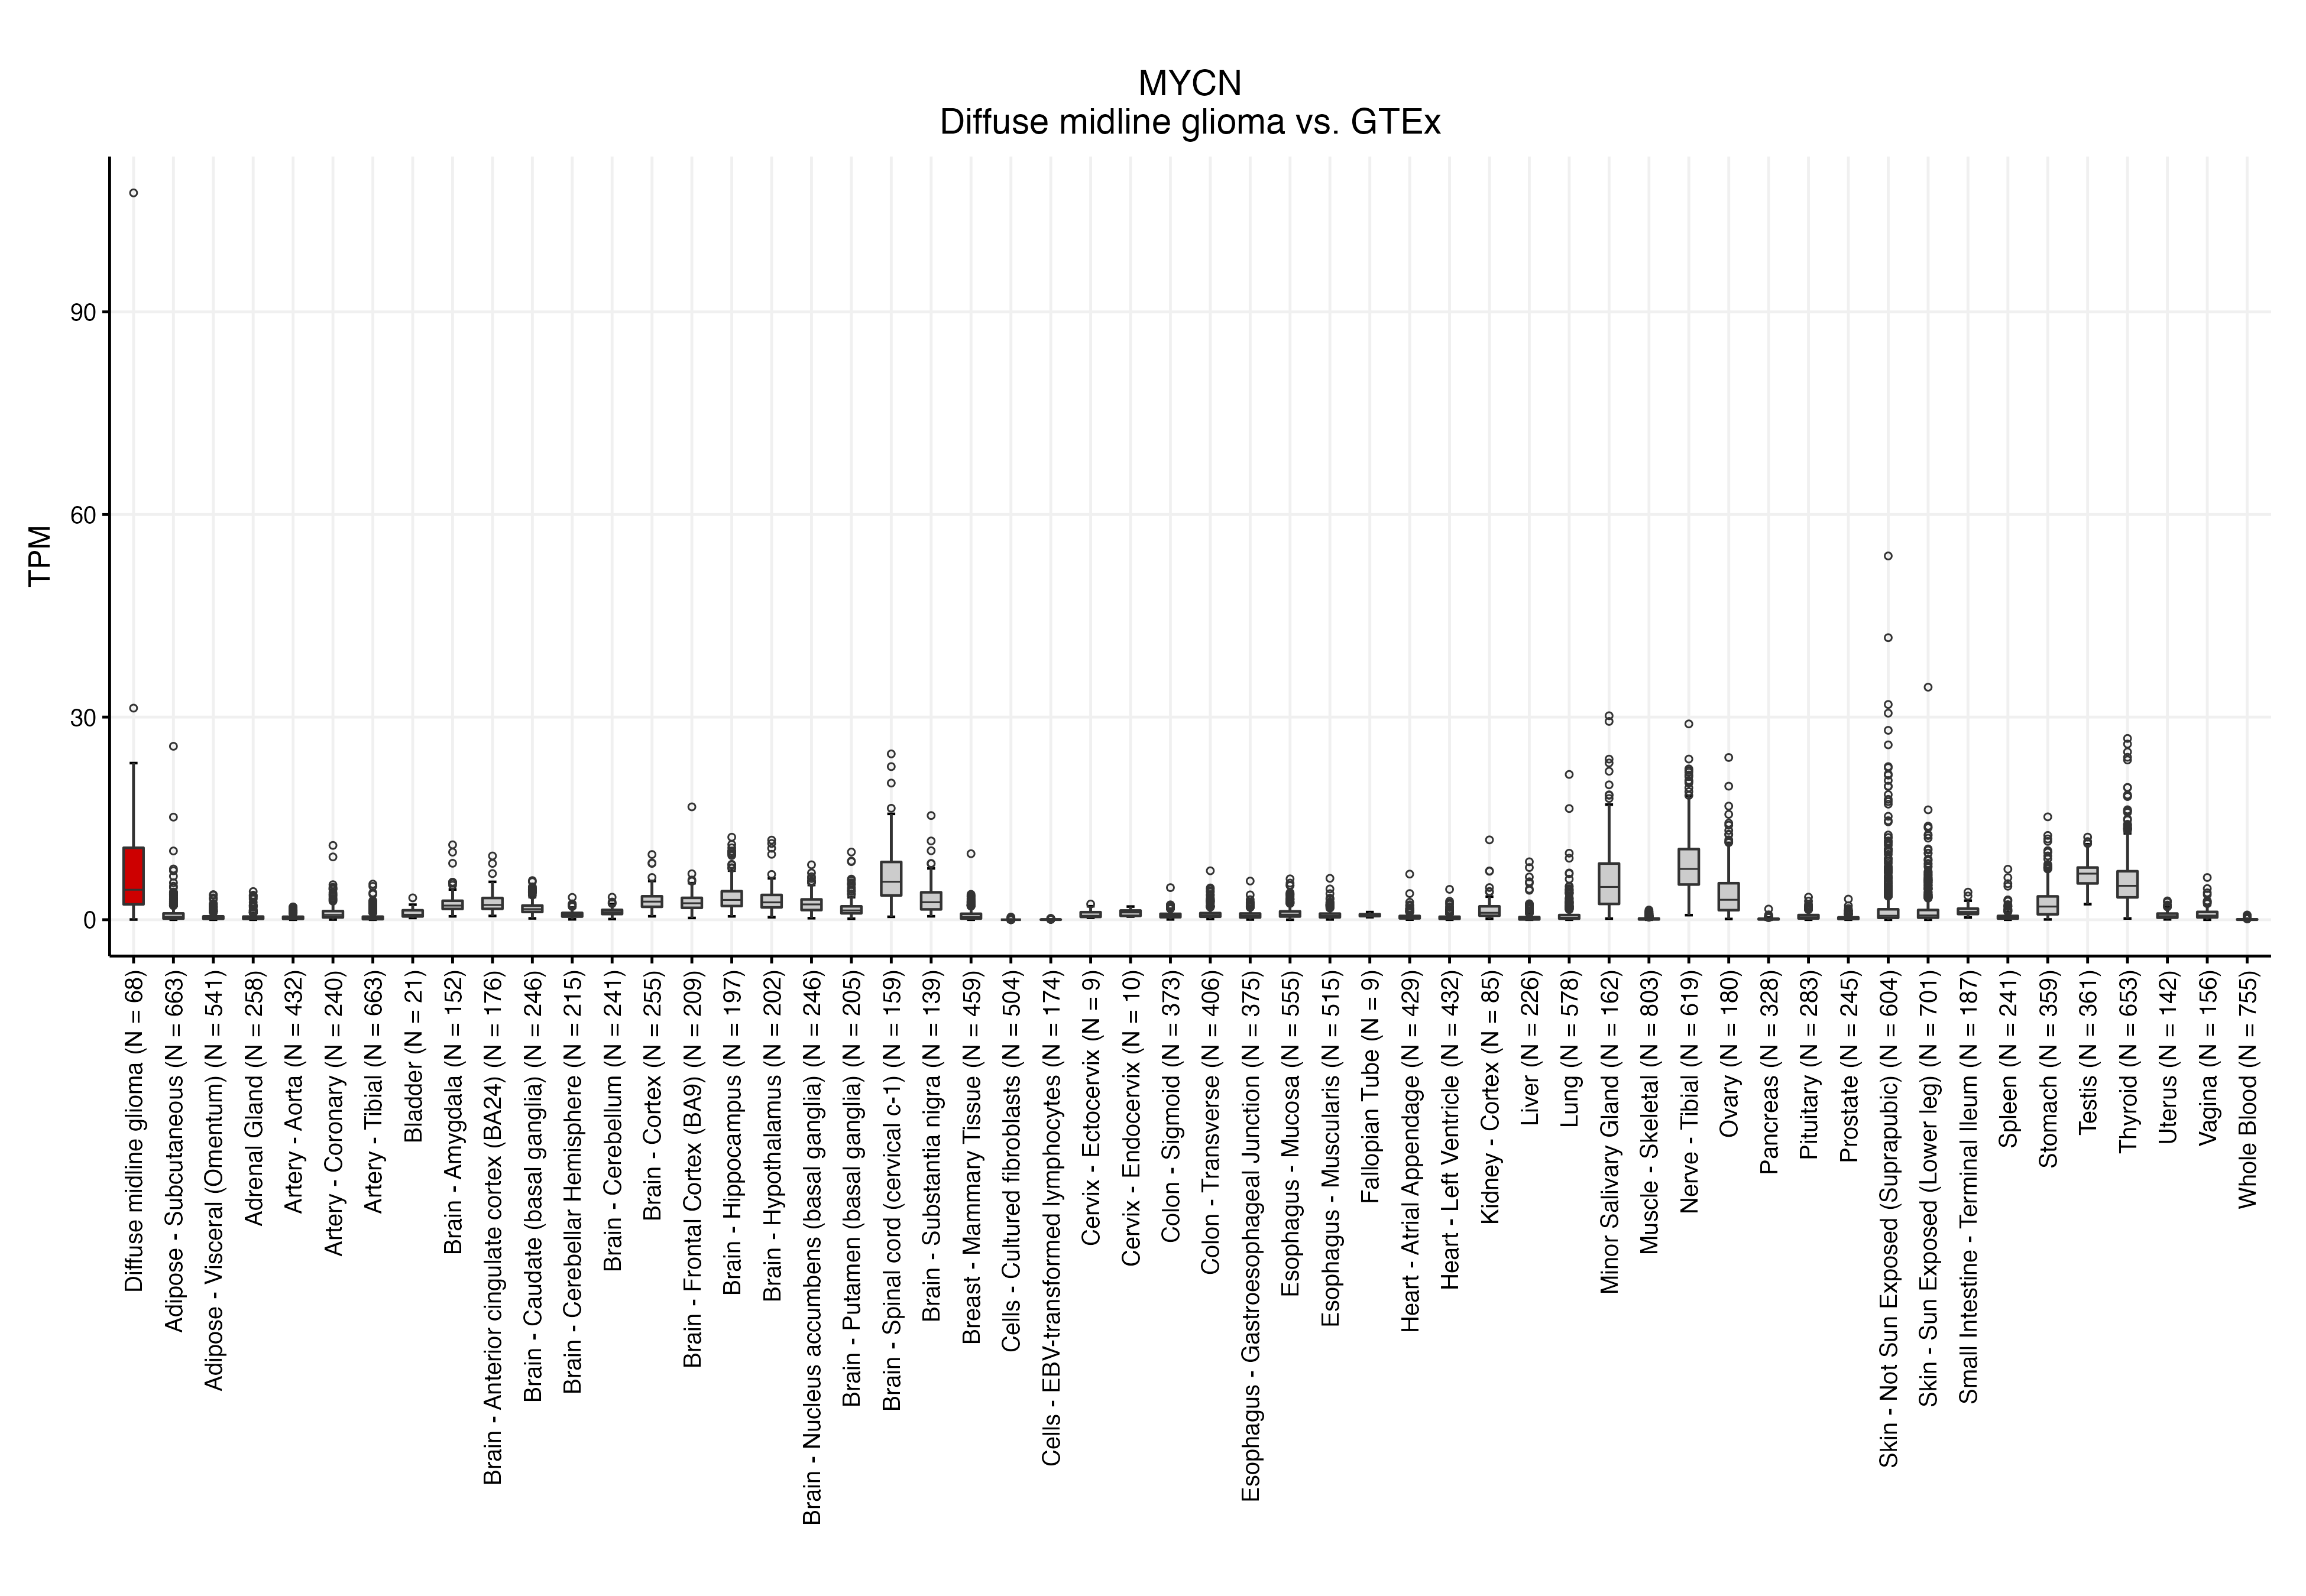 MYCN
Diffuse midline glioma vs. GTEx
TPM
90
60
30
0
Diffuse midline glioma (N = 68)
Adipose - Subcutaneous (N = 663)
Adipose - Visceral (Omentum) (N = 541)
Adrenal Gland (N = 258)
Artery - Aorta (N = 432)
Artery - Coronary (N = 240)
Artery - Tibial (N = 663)
Bladder (N = 21)
Brain - Amygdala (N = 152)
Brain - Anterior cingulate cortex (BA24) (N = 176)
Brain - Caudate (basal ganglia) (N = 246)
Brain - Cerebellar Hemisphere (N = 215)
Brain - Cerebellum (N = 241)
Brain - Cortex (N = 255)
Brain - Frontal Cortex (BA9) (N = 209)
Brain - Hippocampus (N = 197)
Brain - Hypothalamus (N = 202)
Brain - Nucleus accumbens (basal ganglia) (N = 246)
Brain - Putamen (basal ganglia) (N = 205)
Brain - Spinal cord (cervical c-1) (N = 159)
Brain - Substantia nigra (N = 139)
Breast - Mammary Tissue (N = 459)
Cells - Cultured fibroblasts (N = 504)
Cells - EBV-transformed lymphocytes (N = 174)
Cervix - Ectocervix (N = 9)
Cervix - Endocervix (N = 10)
Colon - Sigmoid (N = 373)
Colon - Transverse (N = 406)
Esophagus - Gastroesophageal Junction (N = 375)
Esophagus - Mucosa (N = 555)
Esophagus - Muscularis (N = 515)
Fallopian Tube (N = 9)
Heart - Atrial Appendage (N = 429)
Heart - Left Ventricle (N = 432)
Kidney - Cortex (N = 85)
Liver (N = 226)
Lung (N = 578)
Minor Salivary Gland (N = 162)
Muscle - Skeletal (N = 803)
Nerve - Tibial (N = 619)
Ovary (N = 180)
Pancreas (N = 328)
Pituitary (N = 283)
Prostate (N = 245)
Skin - Not Sun Exposed (Suprapubic) (N = 604)
Skin - Sun Exposed (Lower leg) (N = 701)
Small Intestine - Terminal Ileum (N = 187)
Spleen (N = 241)
Stomach (N = 359)
Testis (N = 361)
Thyroid (N = 653)
Uterus (N = 142)
Vagina (N = 156)
Whole Blood (N = 755)